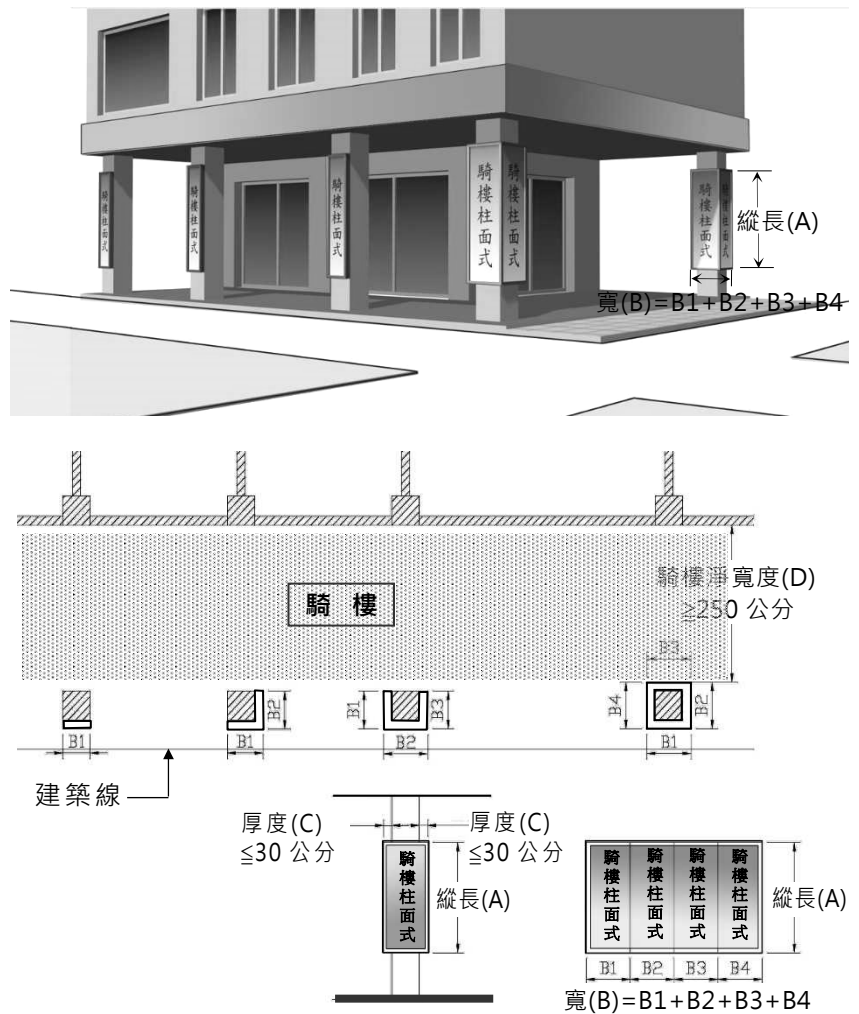 騎樓柱面式
騎樓柱面式
騎樓柱面式
騎樓柱面式
騎樓柱面式
騎樓柱面式
騎樓柱面式
縱長(A)
寬(B)=B1+B2+B3+B4
騎樓淨寬度(D)
≧250 公分
騎 樓
B3
B1
B1
B2
B1
B2
B3
B4
B2
B1
建築線
厚度(C)
≦30 公分
厚度(C)
≦30 公分
騎樓柱面式
縱長(A)
騎樓柱面式
騎樓柱面式
騎樓柱面式
騎樓柱面式
縱長(A)
B1 B2 B3 B4
寬(B)=B1+B2+B3+B4